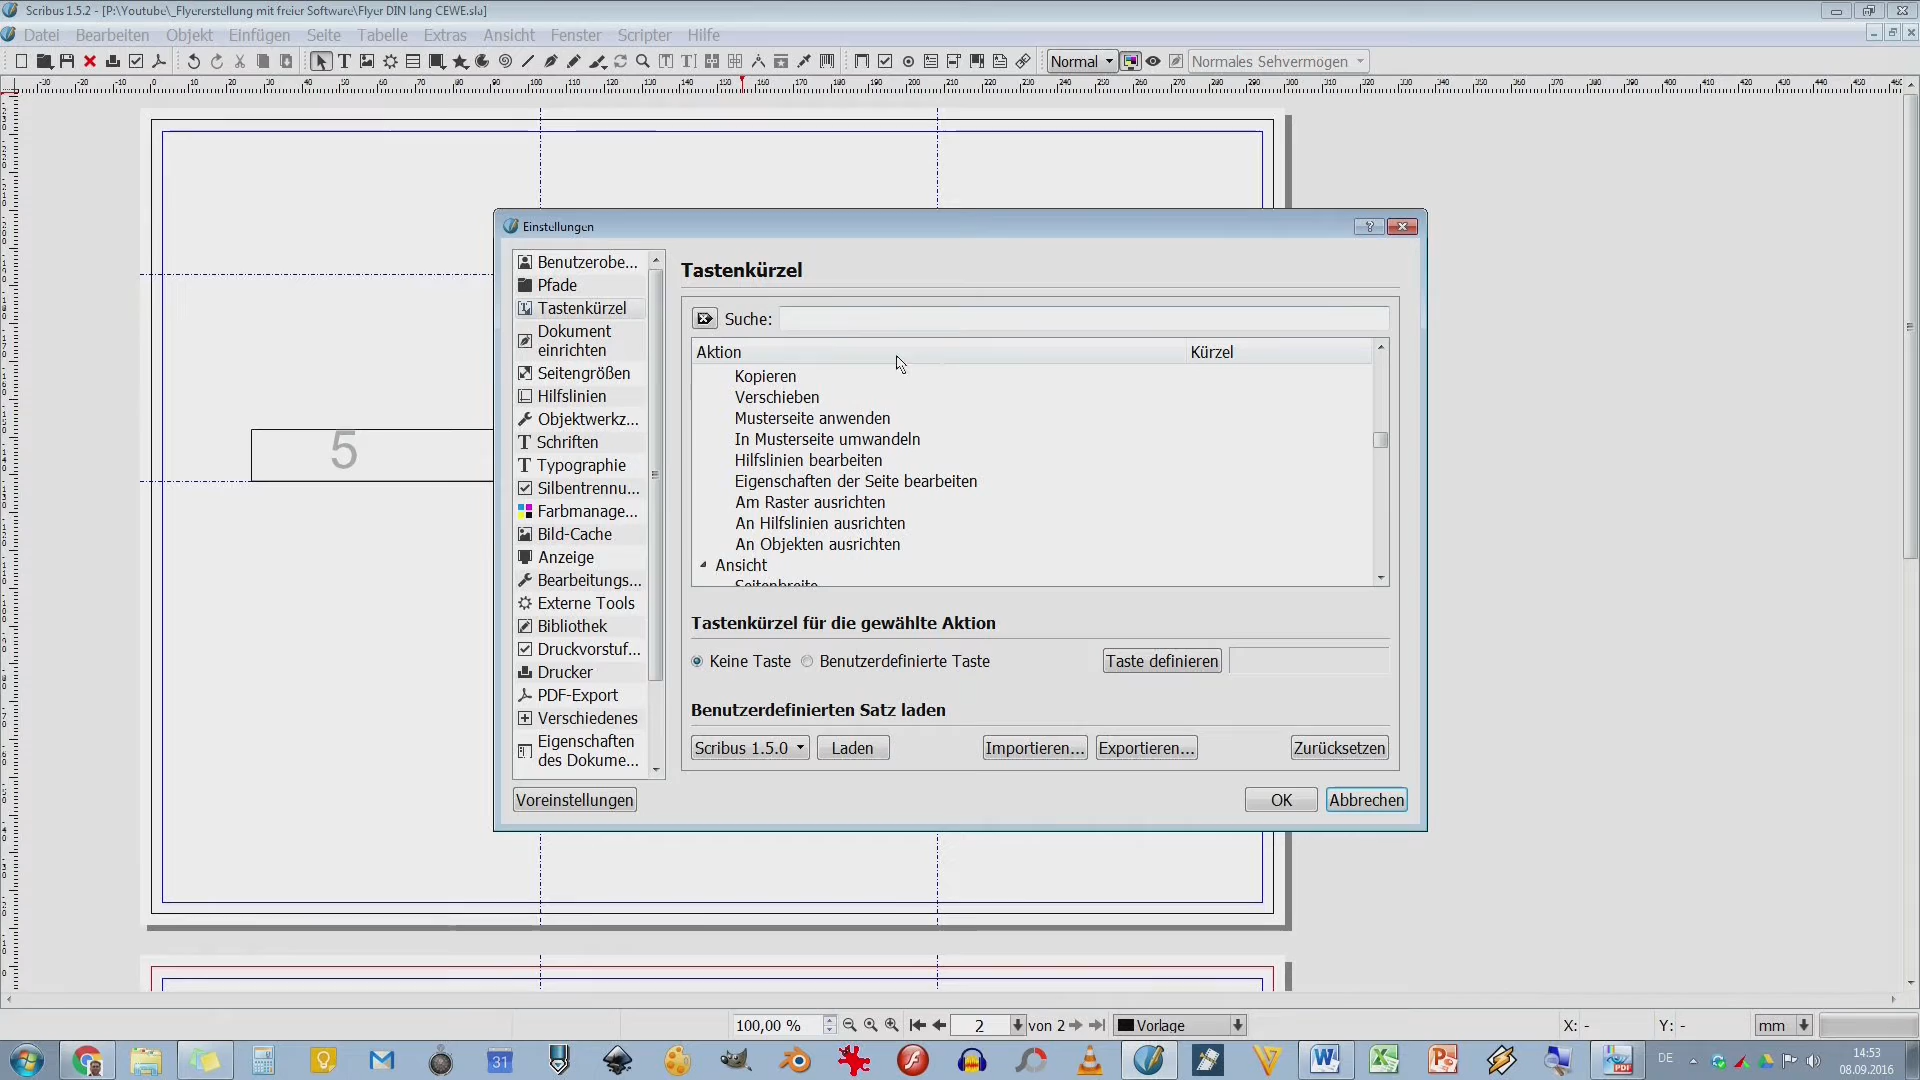 Scribus 1.5.2 - [P:\Youtube\_Flyererstellung mit freier Software\Flyer DIN lang CEWE.sla]
Datei Bearbeiten Objekt Einfügen Seite Tabelle Extras Ansicht Fenster Scripter Hilfe
Normal
Normales Sehvermögen
Einstellungen
Benutzerobe...
Pfade
Tastenkürzel
Dokument
einrichten
Seitengrößen
Hilfslinien
Objektwerkz...
Schriften
Typographie
Silbentrennu...
Farbmanage...
Bild-Cache
Anzeige
Bearbeitungs...
Externe Tools
Bibliothek
Druckvorstuf...
Drucker
PDF-Export
Verschiedenes
Eigenschaften
des Dokume...
Tastenkürzel
Suche:
Aktion Kürzel
Kopieren
Verschieben
Musterseite anwenden
In Musterseite umwandeln
Hilfslinien bearbeiten
Eigenschaften der Seite bearbeiten
Am Raster ausrichten
An Hilfslinien ausrichten
An Objekten ausrichten
Ansicht
Seitenbreite
Tastenkürzel für die gewählte Aktion
Keine Taste Benutzerdefinierte Taste Taste definieren
Benutzerdefinierten Satz laden
Scribus 1.5.0 Laden Importieren... Exportieren... Zurücksetzen
Voreinstellungen OK Abbrechen
5
100,00 % 2 von 2 Vorlage X: - Y: - mm
31
DE
14:53
08.09.2016